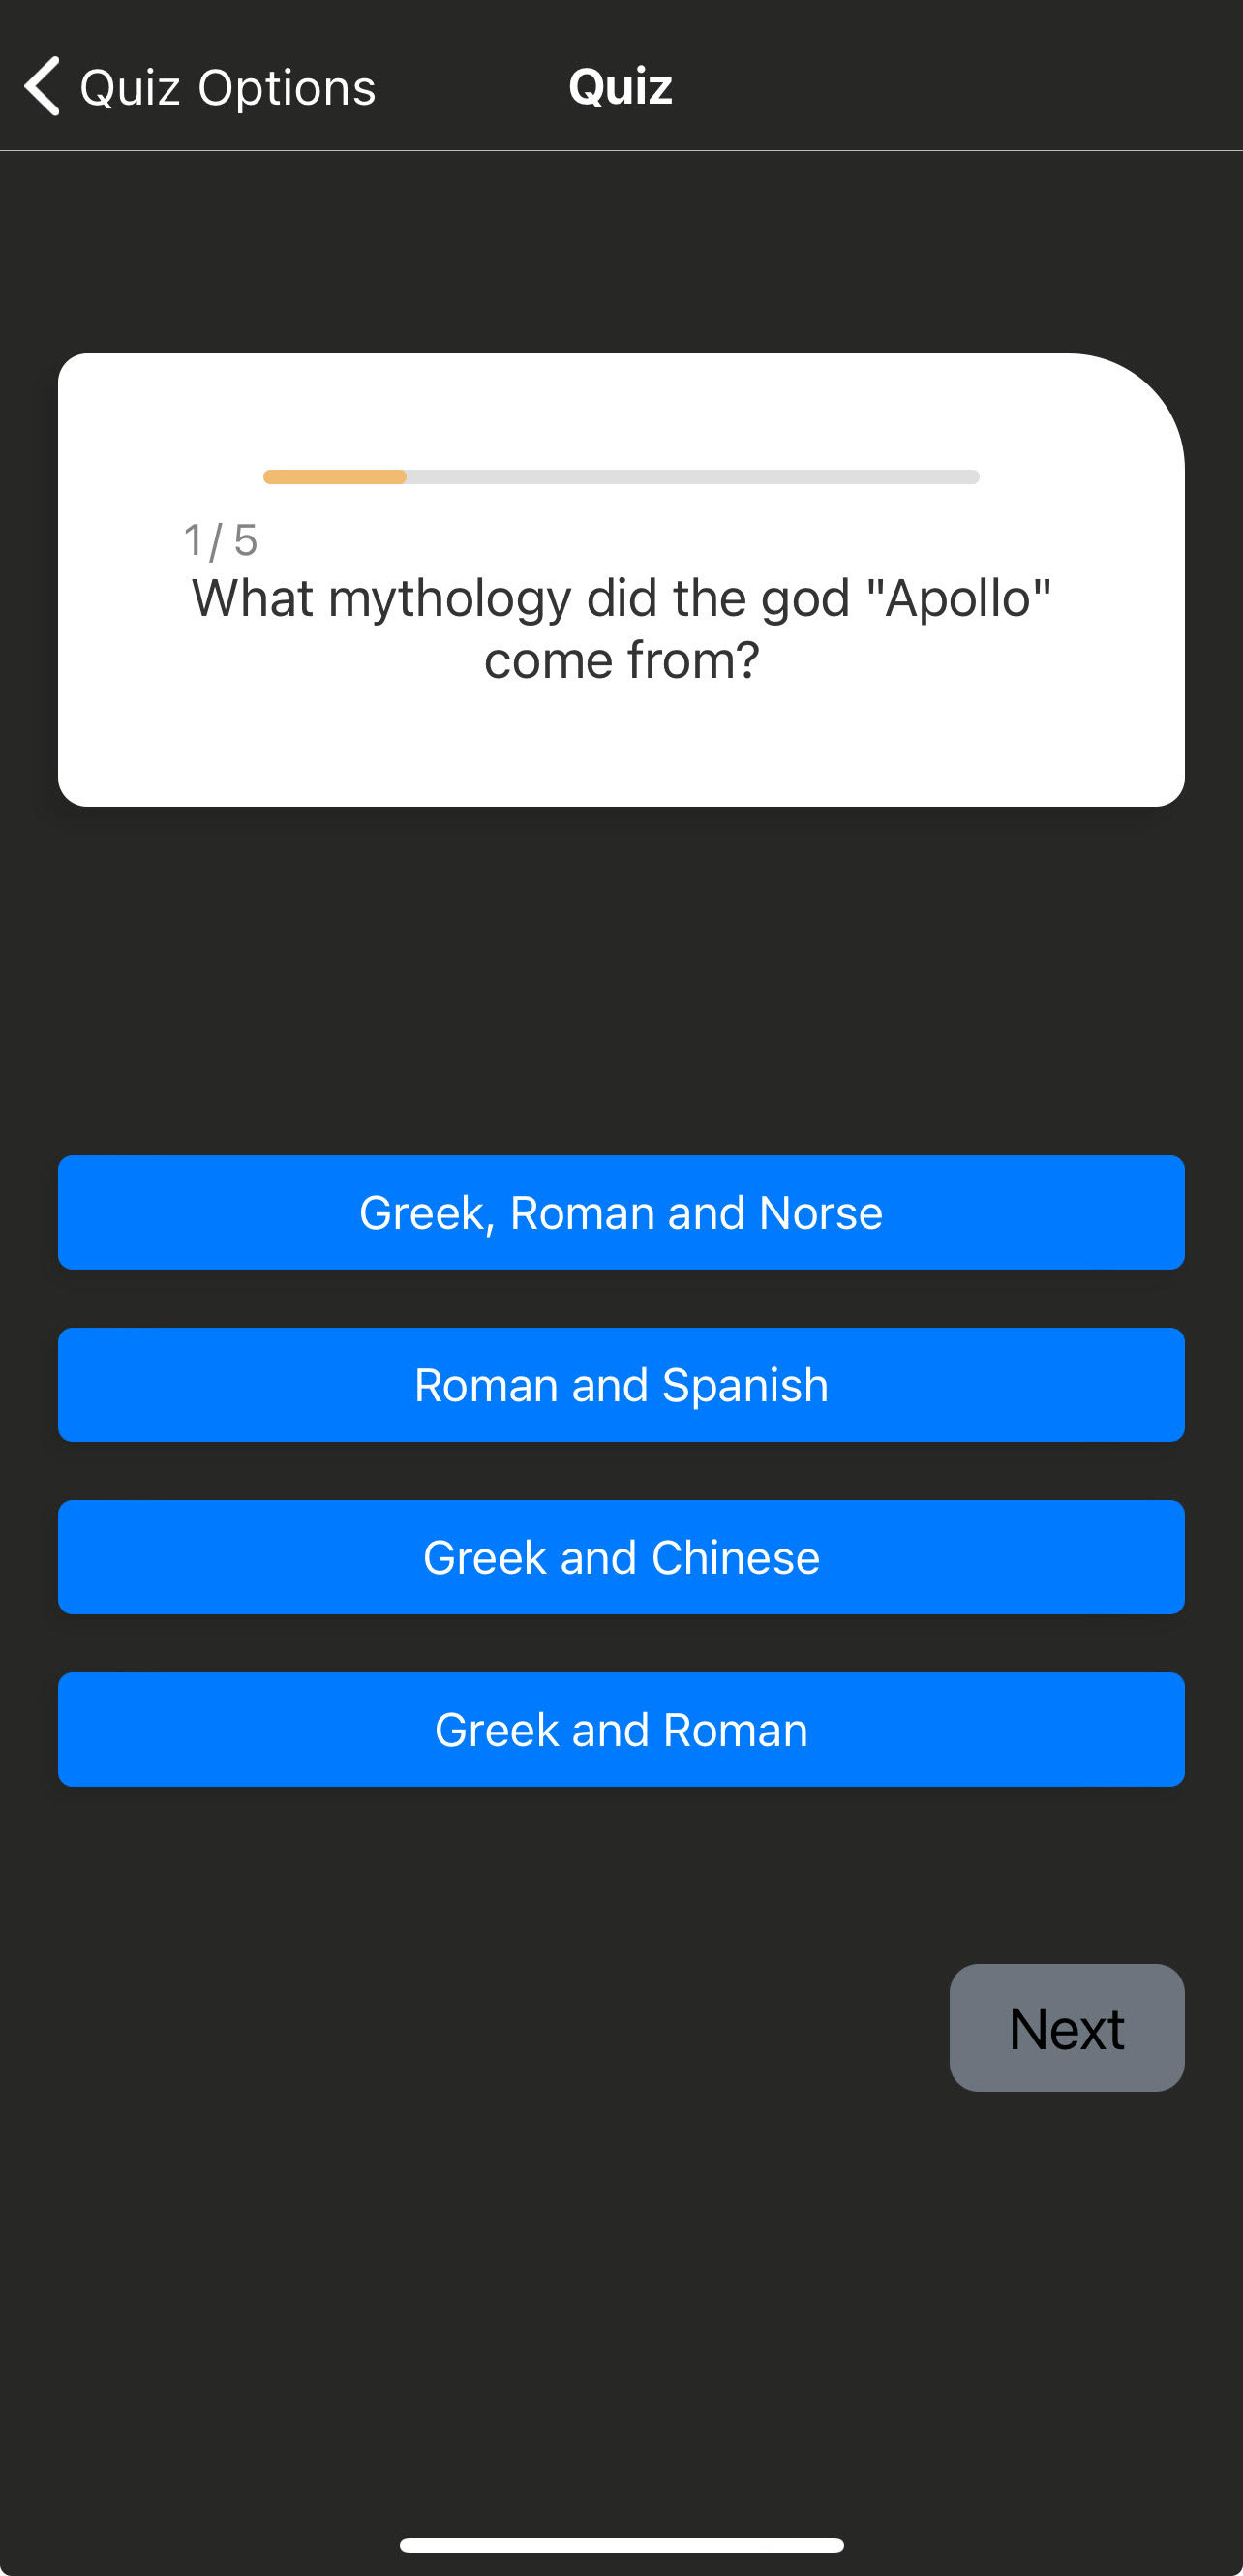 Quiz Options
Quiz
1 / 5
What mythology did the god "Apollo"
come from?
Greek, Roman and Norse
Roman and Spanish
Greek and Chinese
Greek and Roman
Next